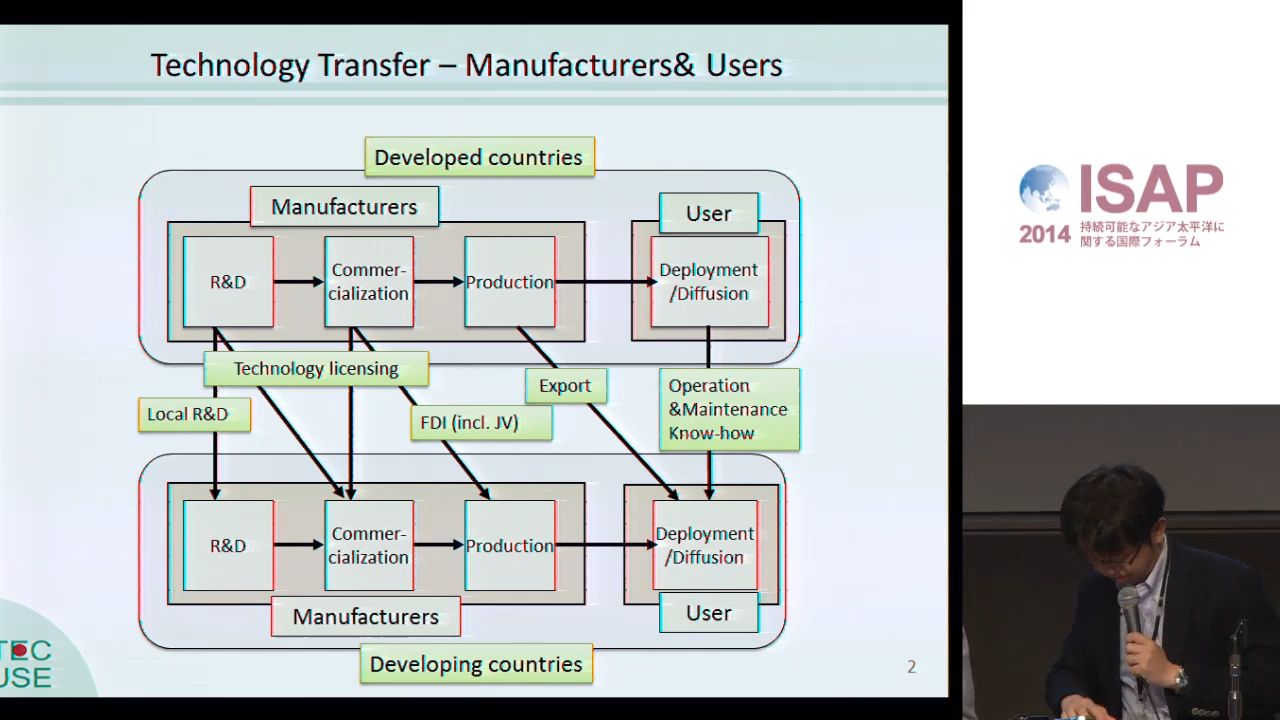 Technology Transfer – Manufacturers& Users
Developed countries
Manufacturers
User
R&D
Commer-
cialization
Production
Deployment
/Diffusion
Technology licensing
Local R&D
FDI (incl. JV)
Export
Operation
&Maintenance
Know-how
R&D
Commer-
cialization
Production
Deployment
/Diffusion
Manufacturers
User
Developing countries
2
TEC
USE
ISAP
2014
持続可能なアジア太平洋に
関する国際フォーラム